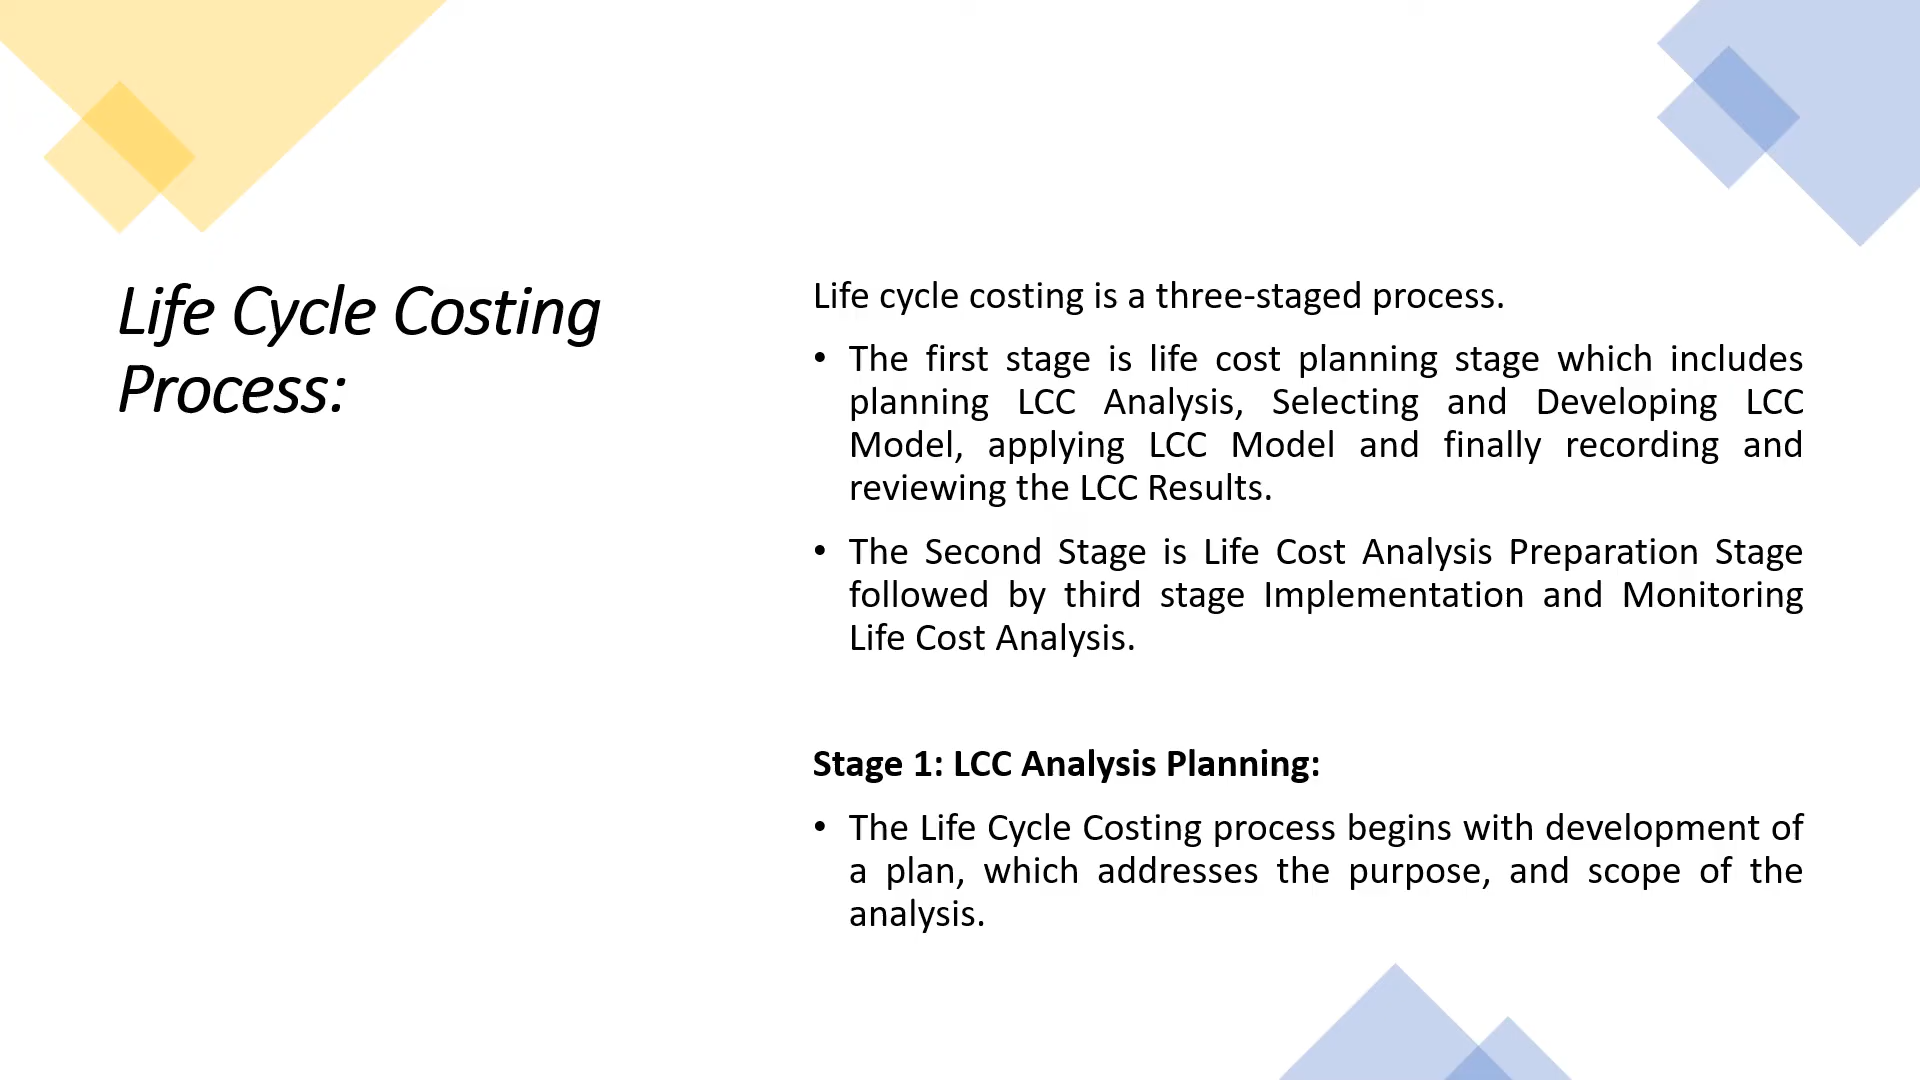 Life Cycle Costing
Process:
Life cycle costing is a three-staged process.
• The first stage is life cost planning stage which includes
planning LCC Analysis, Selecting and Developing LCC
Model, applying LCC Model and finally recording and
reviewing the LCC Results.
• The Second Stage is Life Cost Analysis Preparation Stage
followed by third stage Implementation and Monitoring
Life Cost Analysis.
Stage 1: LCC Analysis Planning:
• The Life Cycle Costing process begins with development of
a plan, which addresses the purpose, and scope of the
analysis.